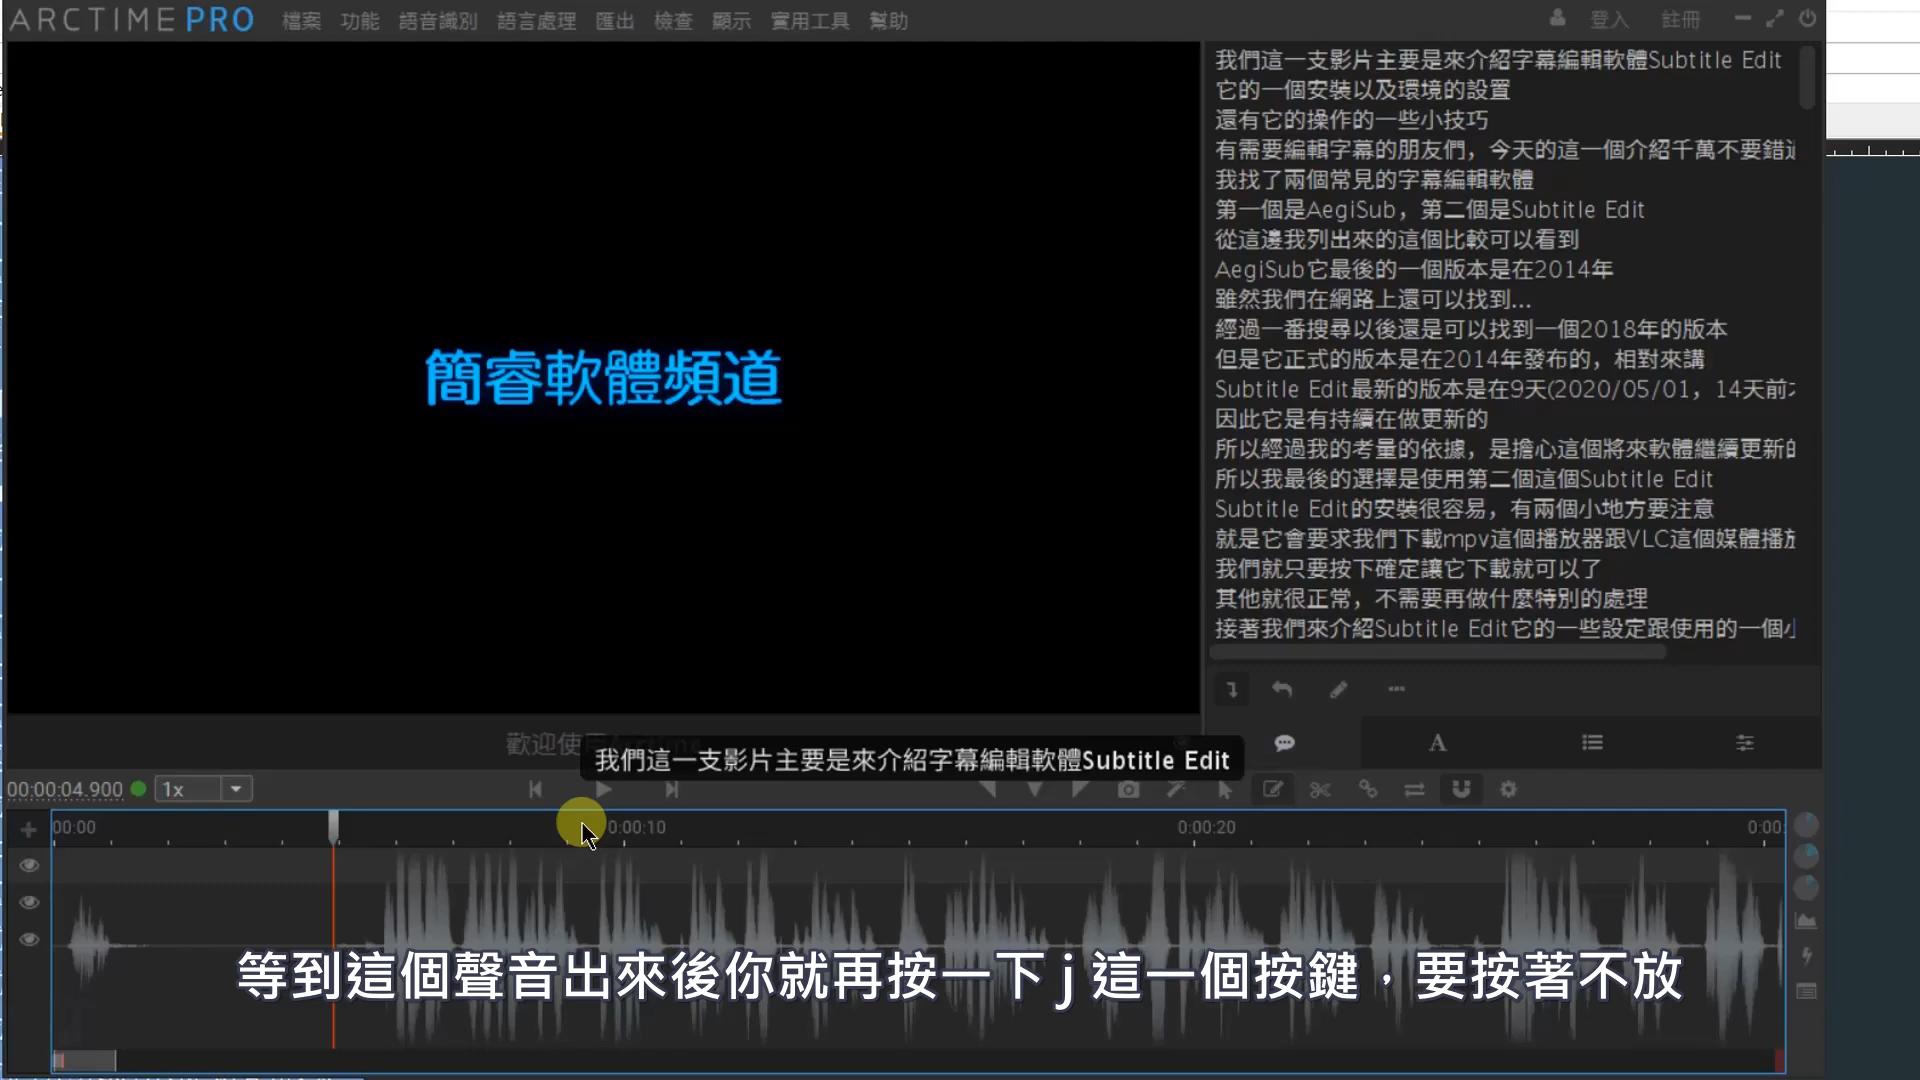 ARCTIME PRO 檔案 功能 語音識別 語言處理 匯出 檢查 顯示 實用工具 幫助 登入 註冊
我們這一支影片主要是來介紹字幕編輯軟體Subtitle Edit
它的一個安裝以及環境的設置
還有它的操作的一些小技巧
有需要編輯字幕的朋友們，今天的這一個介紹千萬不要錯過
我找了兩個常見的字幕編輯軟體
第一個是AegiSub，第二個是Subtitle Edit
從這邊我列出來的這個比較可以看到
AegiSub它最後的一個版本是在2014年
雖然我們在網路上還可以找到...
經過一番搜尋以後還是可以找到一個2018年的版本
但是它正式的版本是在2014年發布的，相對來講
Subtitle Edit最新的版本是在9天(2020/05/01，14天前
因此它是有持續在做更新的
所以經過我的考量的依據，是擔心這個將來軟體繼續更新的
所以我最後的選擇是使用第二個這個Subtitle Edit
Subtitle Edit的安裝很容易，有兩個小地方要注意
就是它會要求我們下載mpv這個播放器跟VLC這個媒體播放
我們就只要按下確定讓它下載就可以了
其他就很正常，不需要再做什麼特別的處理
接著我們來介紹Subtitle Edit它的一些設定跟使用的一個小
簡睿軟體頻道
歡迎使
我們這一支影片主要是來介紹字幕編輯軟體Subtitle Edit
00:00:04.900 1x
00:00 0:00:10 0:00:20 0:00:
等到這個聲音出來後你就再按一下j這一個按鍵，要按著不放